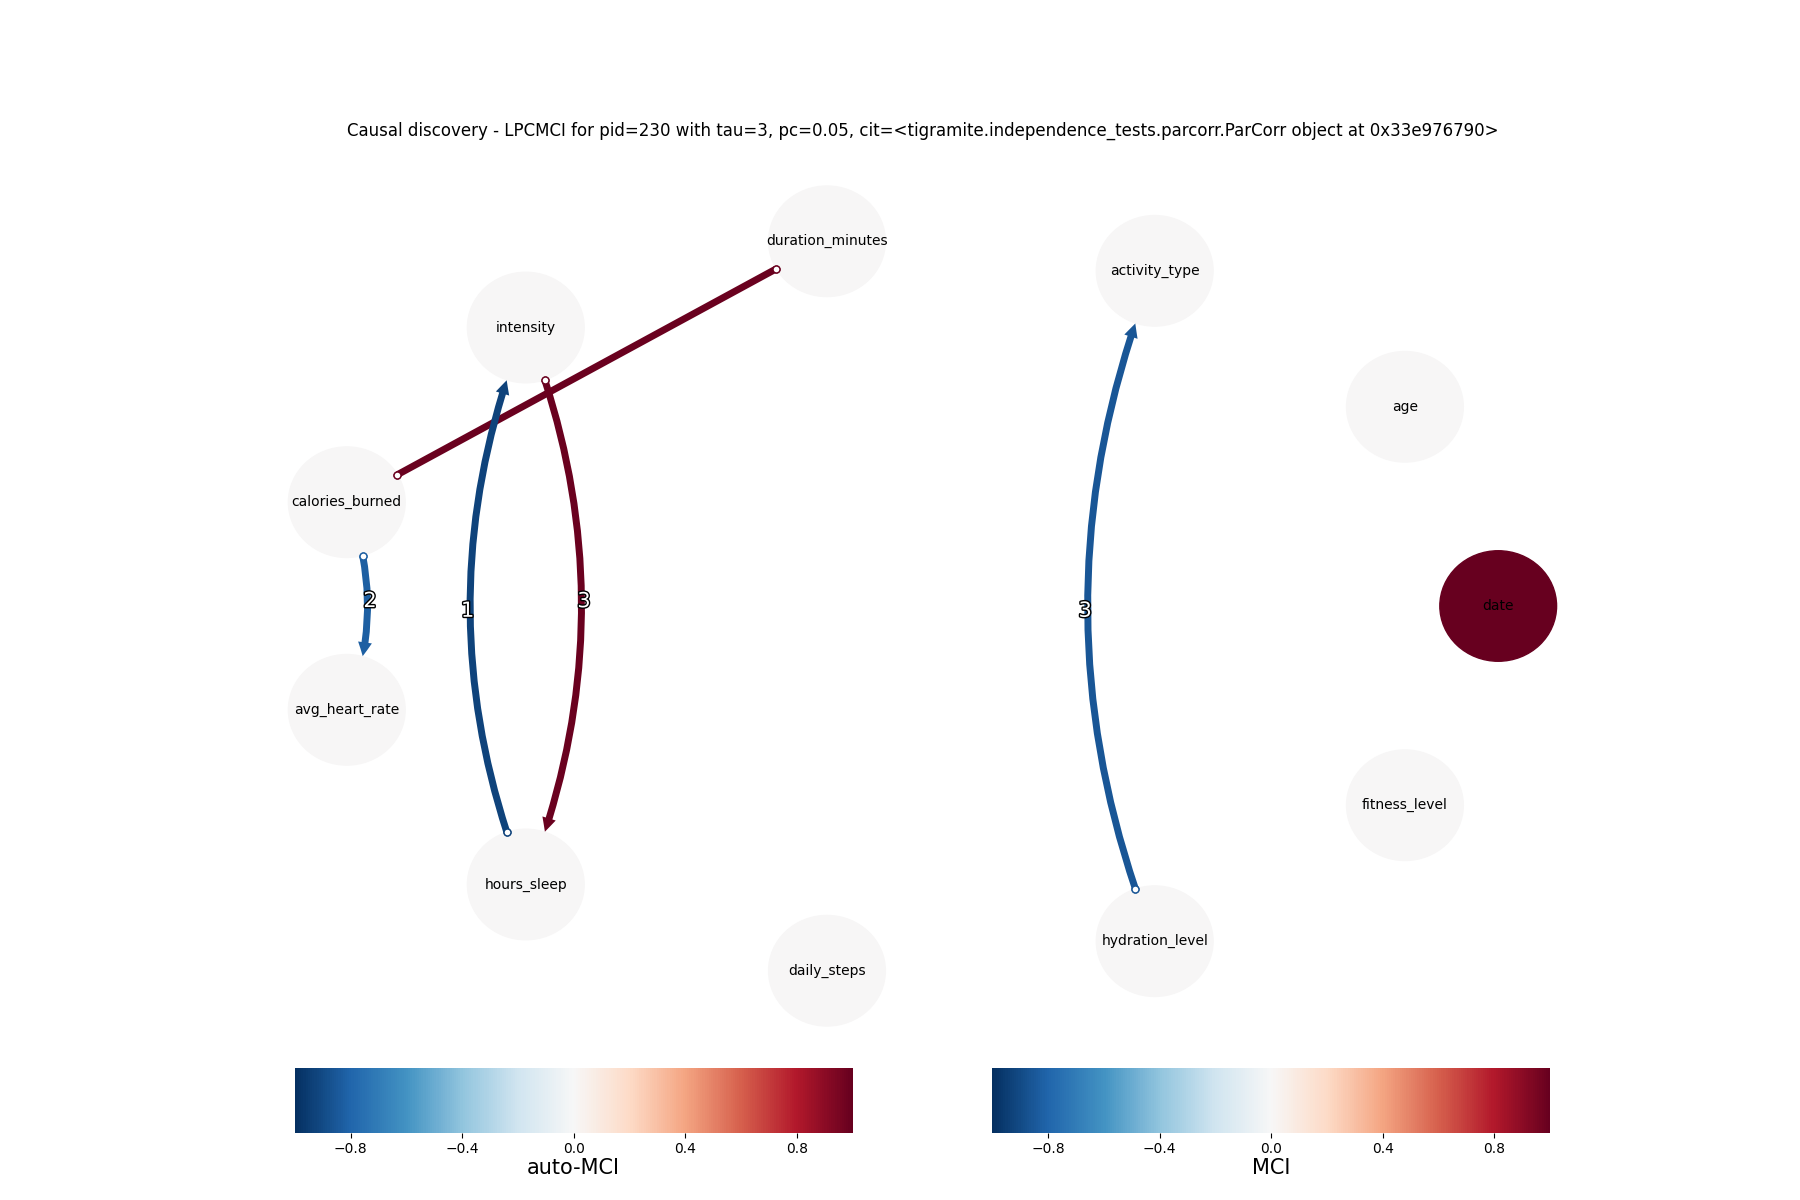 Causal discovery - LPCMCI for pid=230 with tau=3, pc=0.05, cit=<tigramite.independence_tests.parcorr.ParCorr object at 0x33e976790>
duration_minutes
activity_type
intensity
age
calories_burned
2
1
3
3
date
avg_heart_rate
fitness_level
hours_sleep
hydration_level
daily_steps
−0.8 −0.4 0.0 0.4 0.8
auto-MCI
−0.8 −0.4 0.0 0.4 0.8
MCI